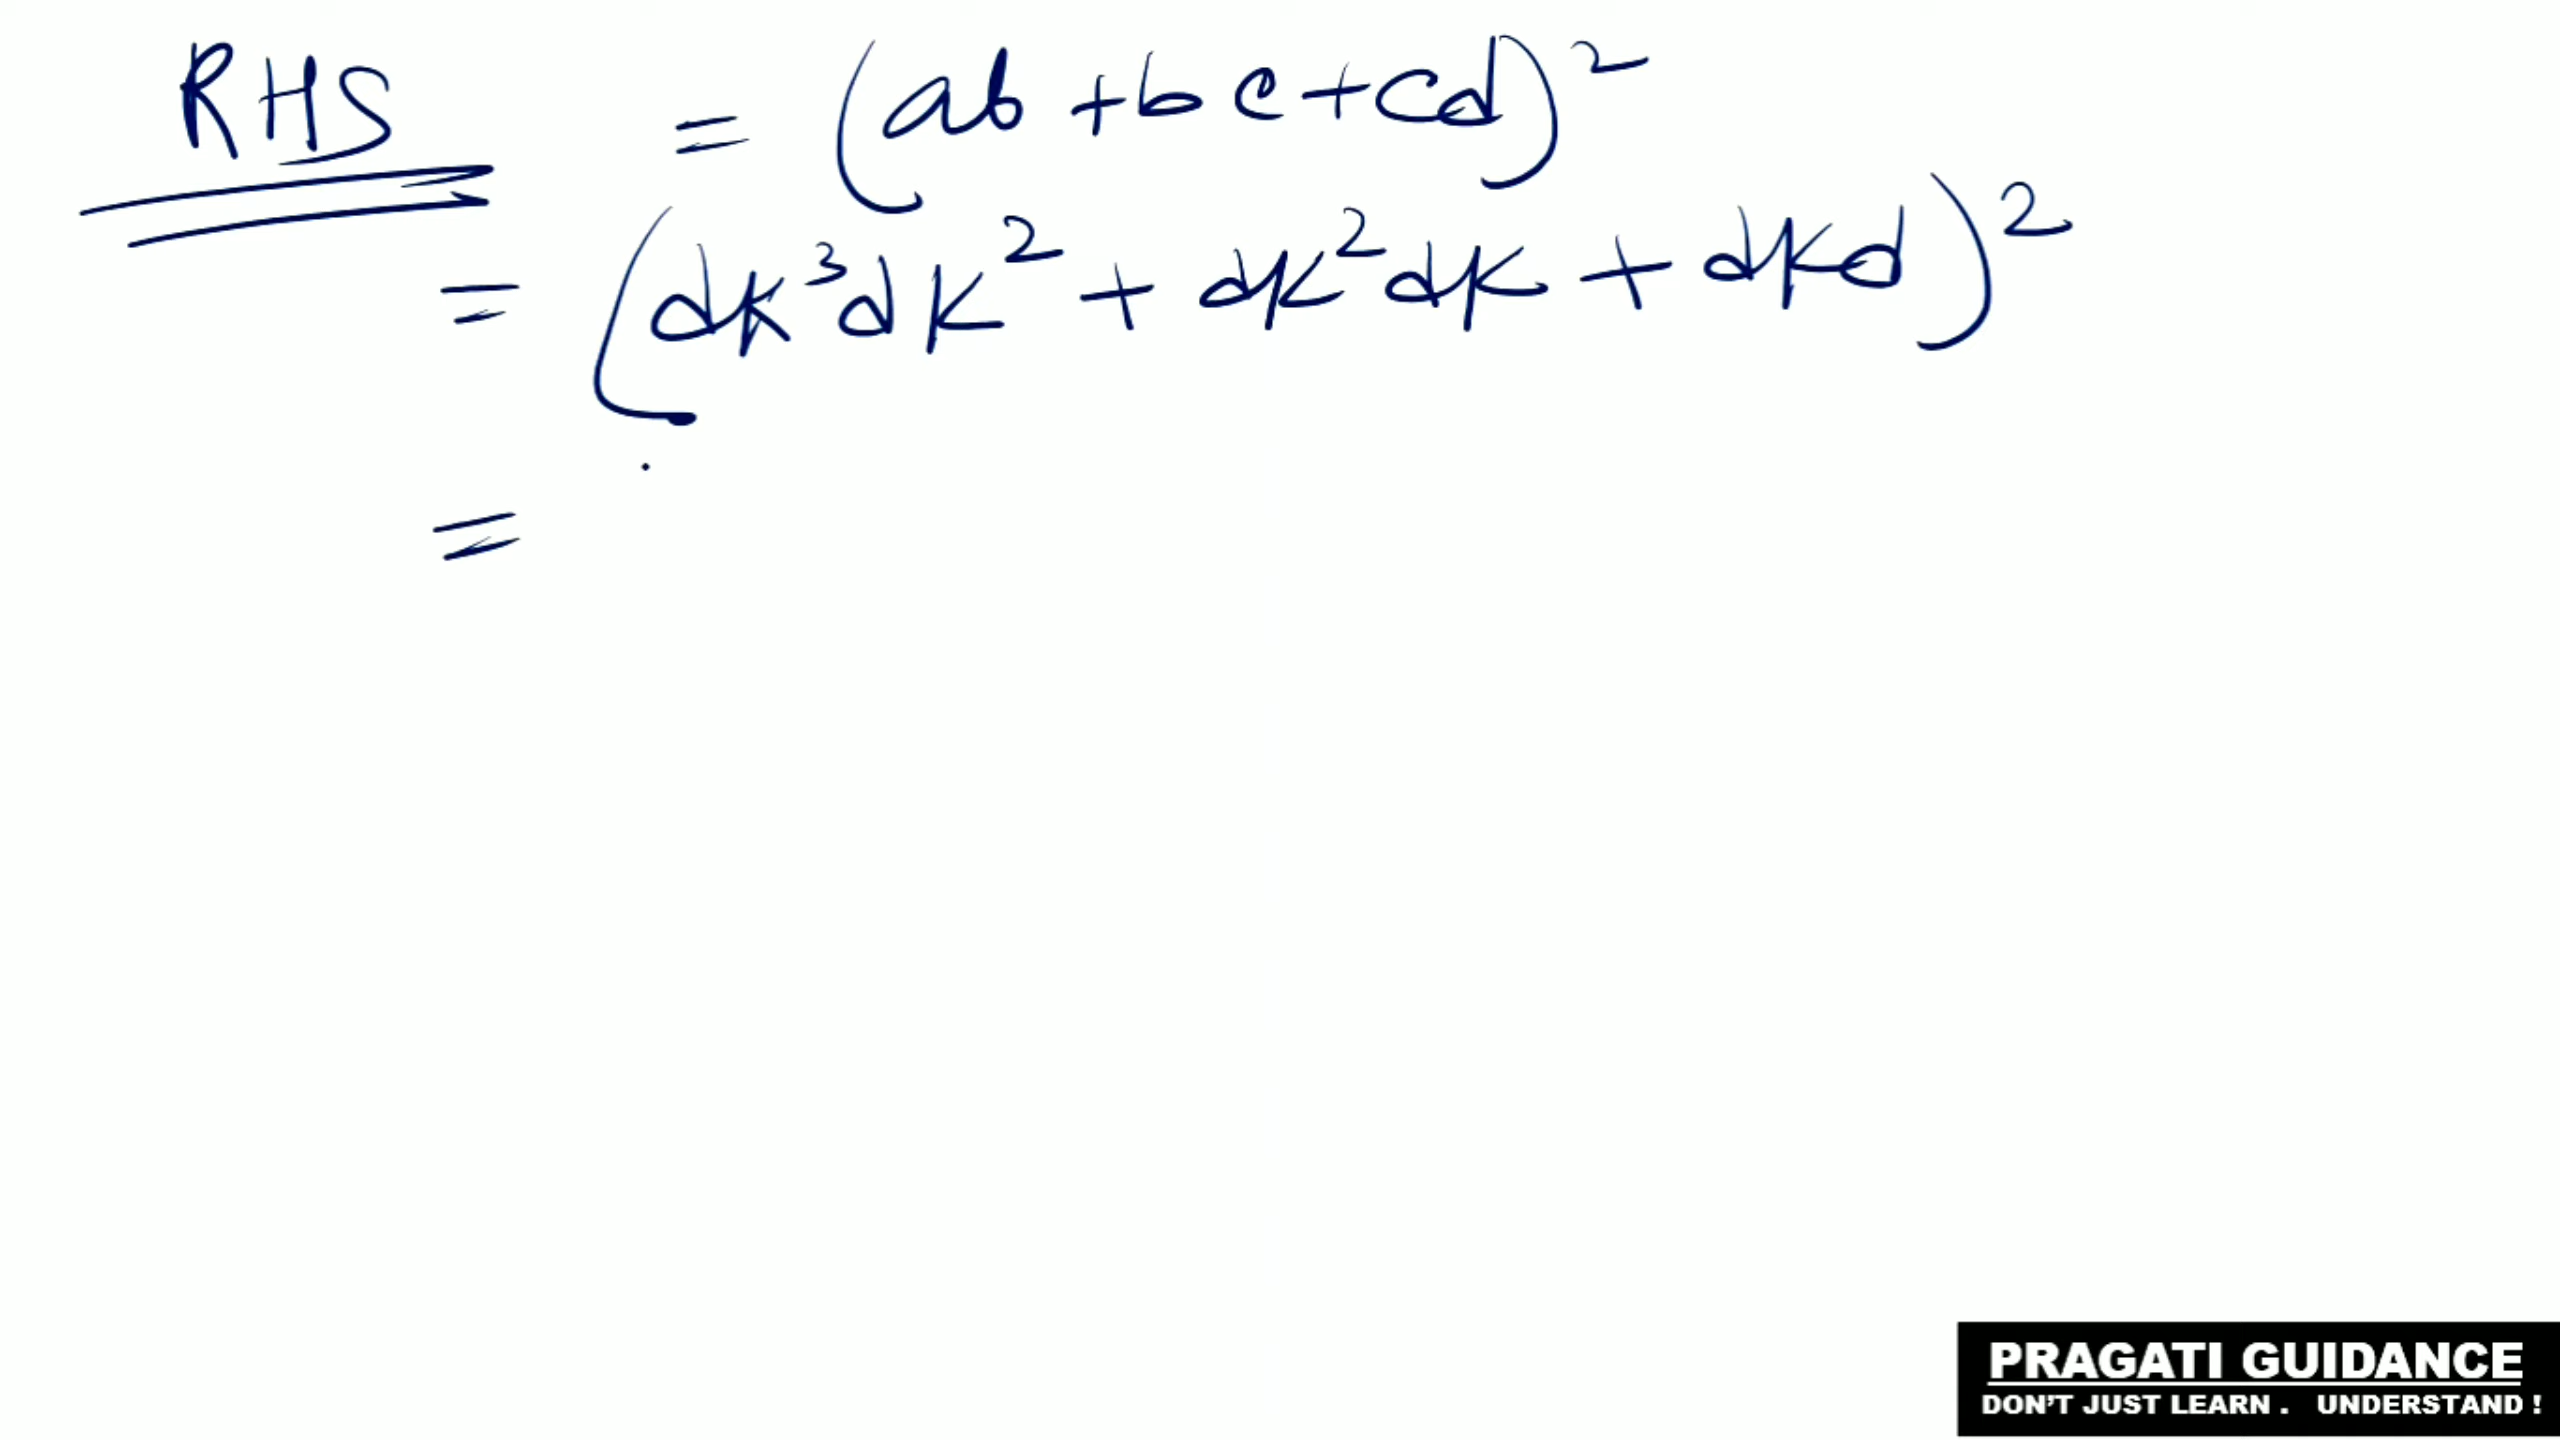 RHS = (ab + bc + cd)²
= (dk³dk² + dk²dk + dkd)²
=
PRAGATI GUIDANCE
DON'T JUST LEARN . UNDERSTAND !